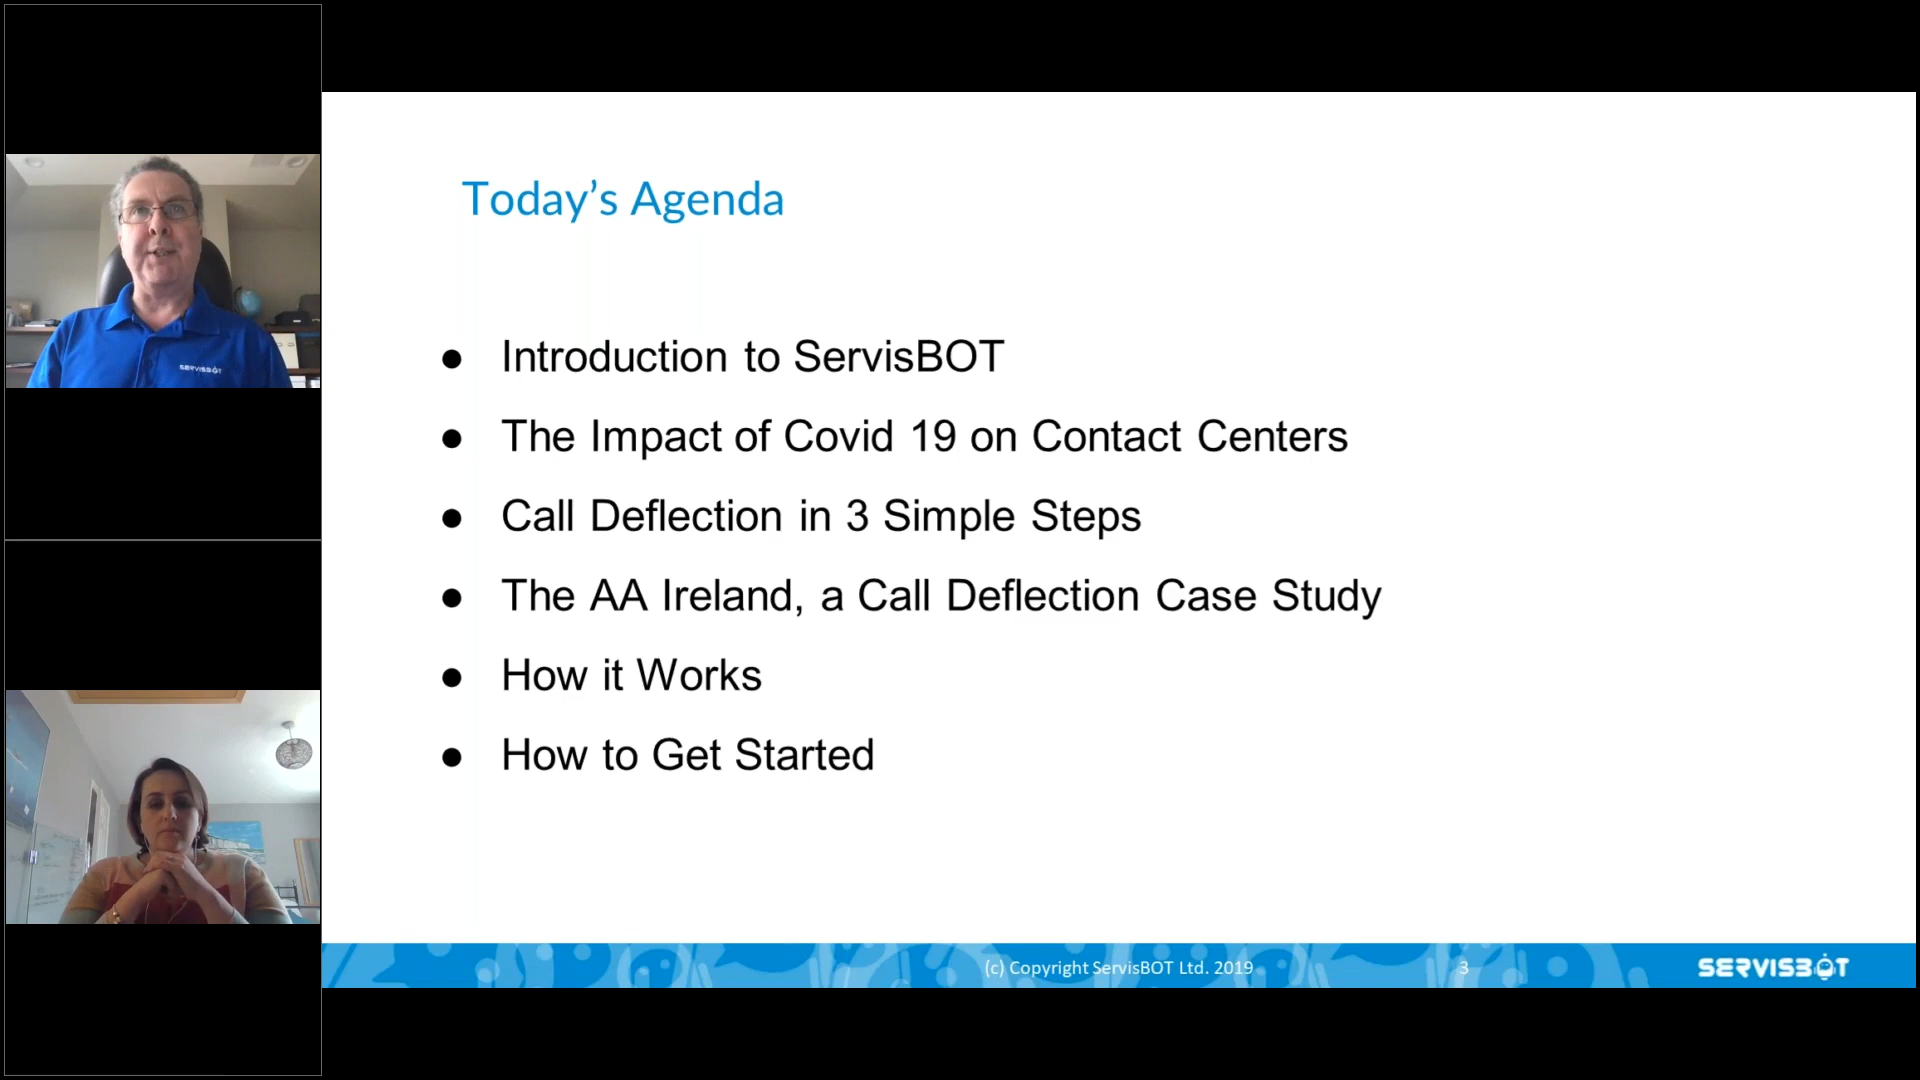 Today's Agenda
● Introduction to ServisBOT
● The Impact of Covid 19 on Contact Centers
● Call Deflection in 3 Simple Steps
● The AA Ireland, a Call Deflection Case Study
● How it Works
● How to Get Started
(c) Copyright ServisBOT Ltd. 2019
3
SERVISBOT
SERVISBOT